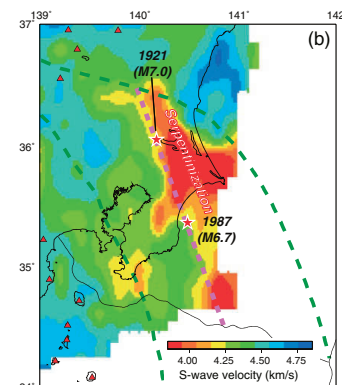 139° 140° 141° 142
37°
(b)
1921
(M7.0)
Serpentinization
36°
1987
(M6.7)
35°
4.00 4.25 4.50 4.75
S-wave velocity (km/s)